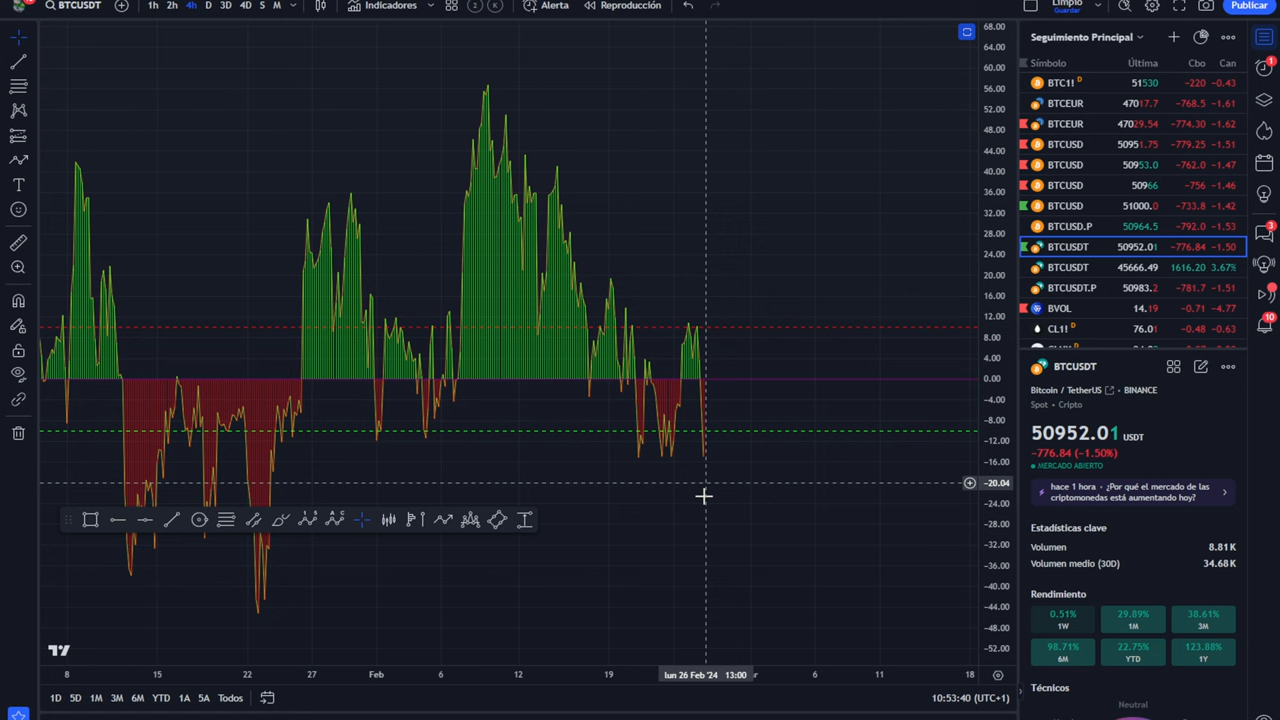 BTCUSDT 1h 2h 4h D 3D 4D S M Indicadores 2 K Alerta Reproducción Limpio Guardar Publicar
68.00
64.00
60.00
56.00
52.00
48.00
44.00
40.00
36.00
32.00
28.00
24.00
20.00
16.00
12.00
8.00
4.00
0.00
−4.00
−8.00
−12.00
−16.00
−20.04
−24.00
−28.00
−32.00
−36.00
−40.00
−44.00
−48.00
−52.00
8 15 22 27 Feb 6 12 19 lun 26 Feb '24 13:00 r 6 11 18
1D 5D 1M 3M 6M YTD 1A 5A Todos 10:53:40 (UTC+1)
Seguimiento Principal
Símbolo Última Cbo Can
BTC1! D 51530 −220 −0.43
BTCEUR 47017.7 −768.5 −1.61
BTCEUR 47029.54 −774.30 −1.62
BTCUSD 50951.75 −779.25 −1.51
BTCUSD 50953.0 −762.0 −1.47
BTCUSD 50966 −756 −1.46
BTCUSD 51000.0 −733.8 −1.42
BTCUSD.P 50964.5 −792.0 −1.53
BTCUSDT 50952.01 −776.84 −1.50
BTCUSDT 45666.49 1616.20 3.67%
BTCUSDT.P 50983.2 −781.7 −1.51
BVOL 14.19 −0.71 −4.77
CL1! D 76.01 −0.48 −0.63
BTCUSDT
Bitcoin / TetherUS • BINANCE
Spot • Cripto
50952.01 USDT
−776.84 (−1.50%)
MERCADO ABIERTO
hace 1 hora • ¿Por qué el mercado de las
criptomonedas está aumentando hoy?
Estadísticas clave
Volumen 8.81K
Volumen medio (30D) 34.68K
Rendimiento
0.51% 29.89% 38.61%
1W 1M 3M
98.71% 22.75% 123.88%
6M YTD 1Y
Técnicos
Neutral
1
3
10